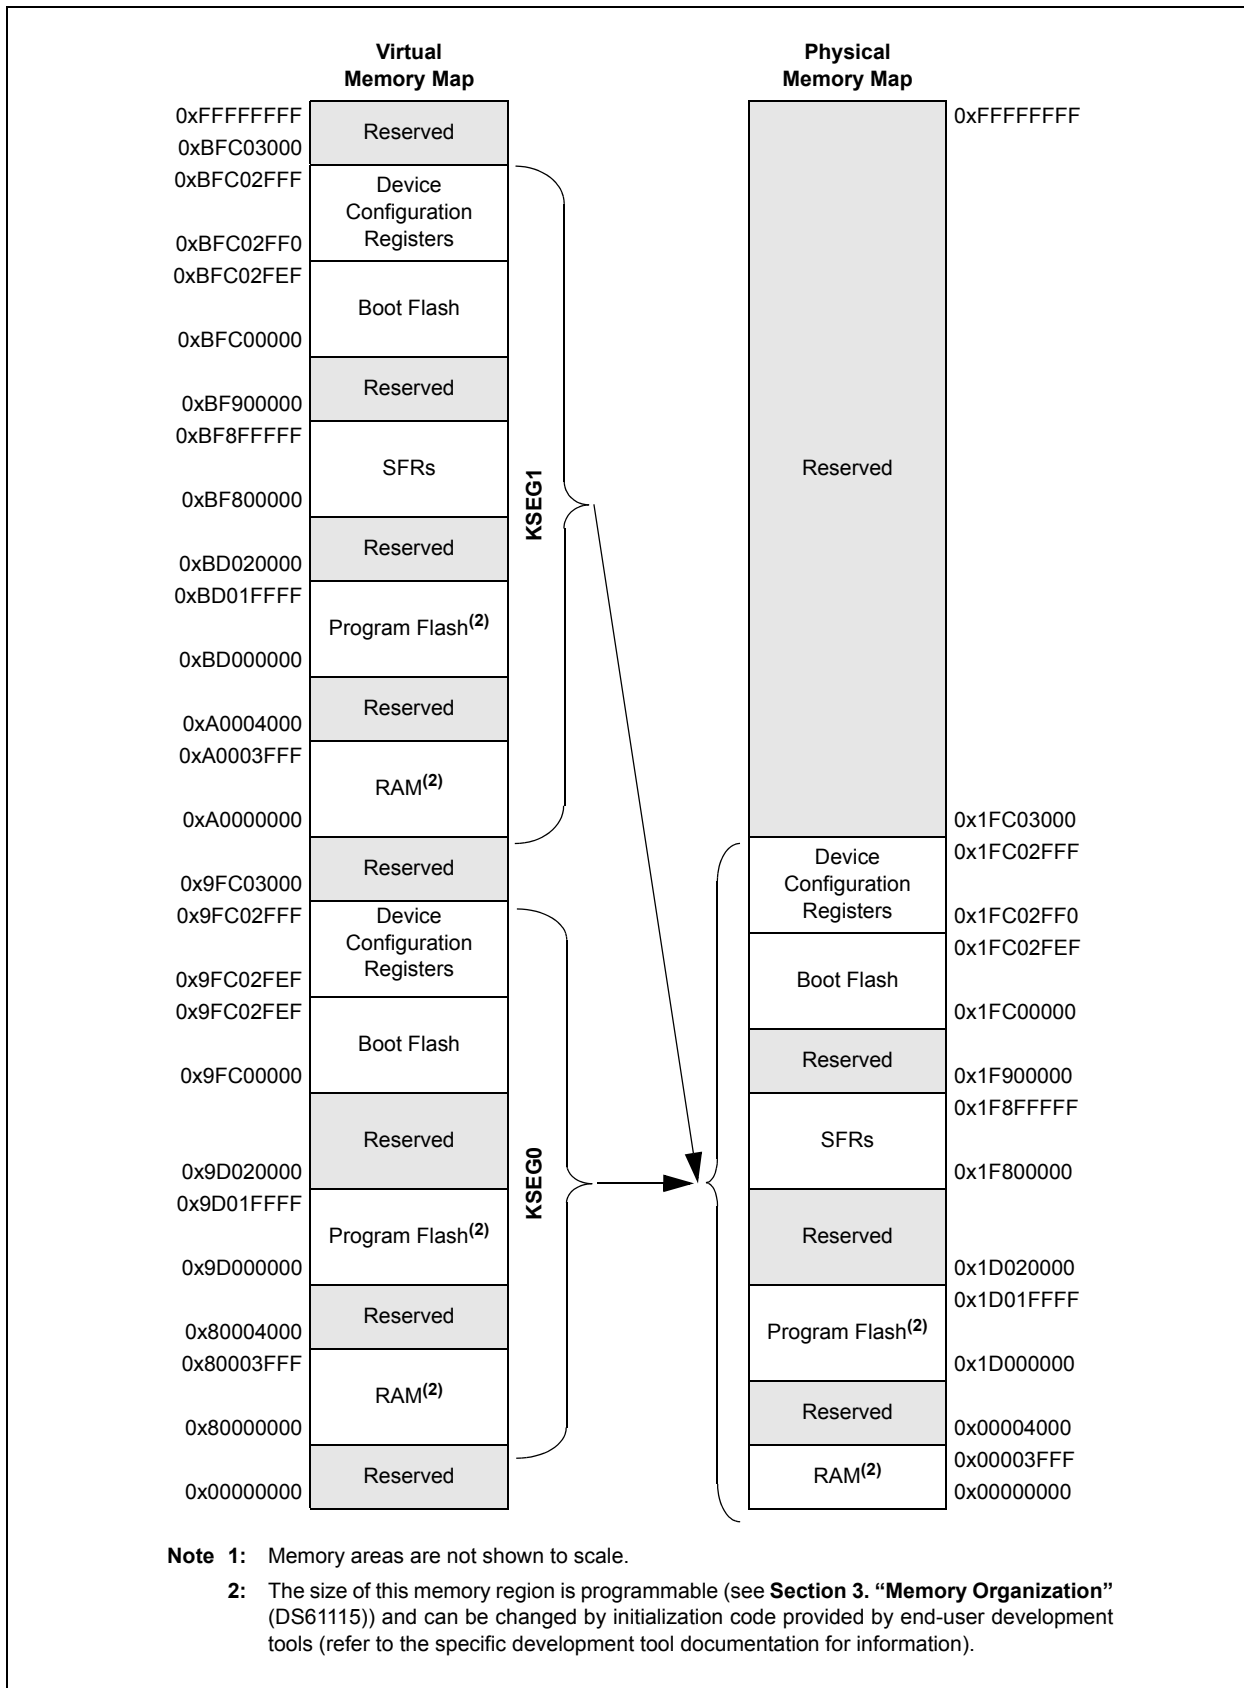 Virtual
Memory Map
0xFFFFFFFF
Reserved
0xBFC03000
0xBFC02FFF
Device
Configuration
Registers
0xBFC02FF0
0xBFC02FEF
Boot Flash
0xBFC00000
Reserved
0xBF900000
0xBF8FFFFF
SFRs
0xBF800000
Reserved
0xBD020000
0xBD01FFFF
Program Flash(2)
0xBD000000
Reserved
0xA0004000
0xA0003FFF
RAM(2)
0xA0000000
KSEG1
Reserved
0x9FC03000
0x9FC02FFF
Device
Configuration
Registers
0x9FC02FEF
0x9FC02FEF
Boot Flash
0x9FC00000
Reserved
0x9D020000
0x9D01FFFF
Program Flash(2)
0x9D000000
Reserved
0x80004000
0x80003FFF
RAM(2)
0x80000000
KSEG0
Reserved
0x00000000
Physical
Memory Map
0xFFFFFFFF
Reserved
0x1FC03000
0x1FC02FFF
Device
Configuration
Registers
0x1FC02FF0
0x1FC02FEF
Boot Flash
0x1FC00000
Reserved
0x1F900000
0x1F8FFFFF
SFRs
0x1F800000
Reserved
0x1D020000
0x1D01FFFF
Program Flash(2)
0x1D000000
Reserved
0x00004000
0x00003FFF
RAM(2)
0x00000000
Note 1: Memory areas are not shown to scale.
2: The size of this memory region is programmable (see Section 3. “Memory Organization”
(DS61115)) and can be changed by initialization code provided by end-user development
tools (refer to the specific development tool documentation for information).